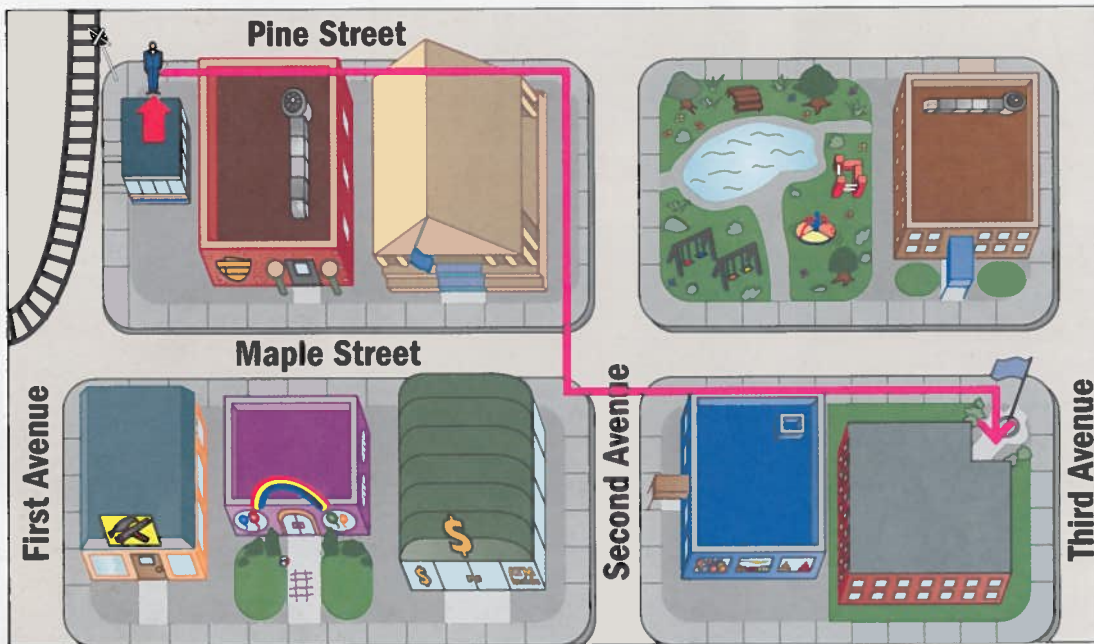 Pine Street
Maple Street
First Avenue
Second Avenue
Third Avenue
$
$